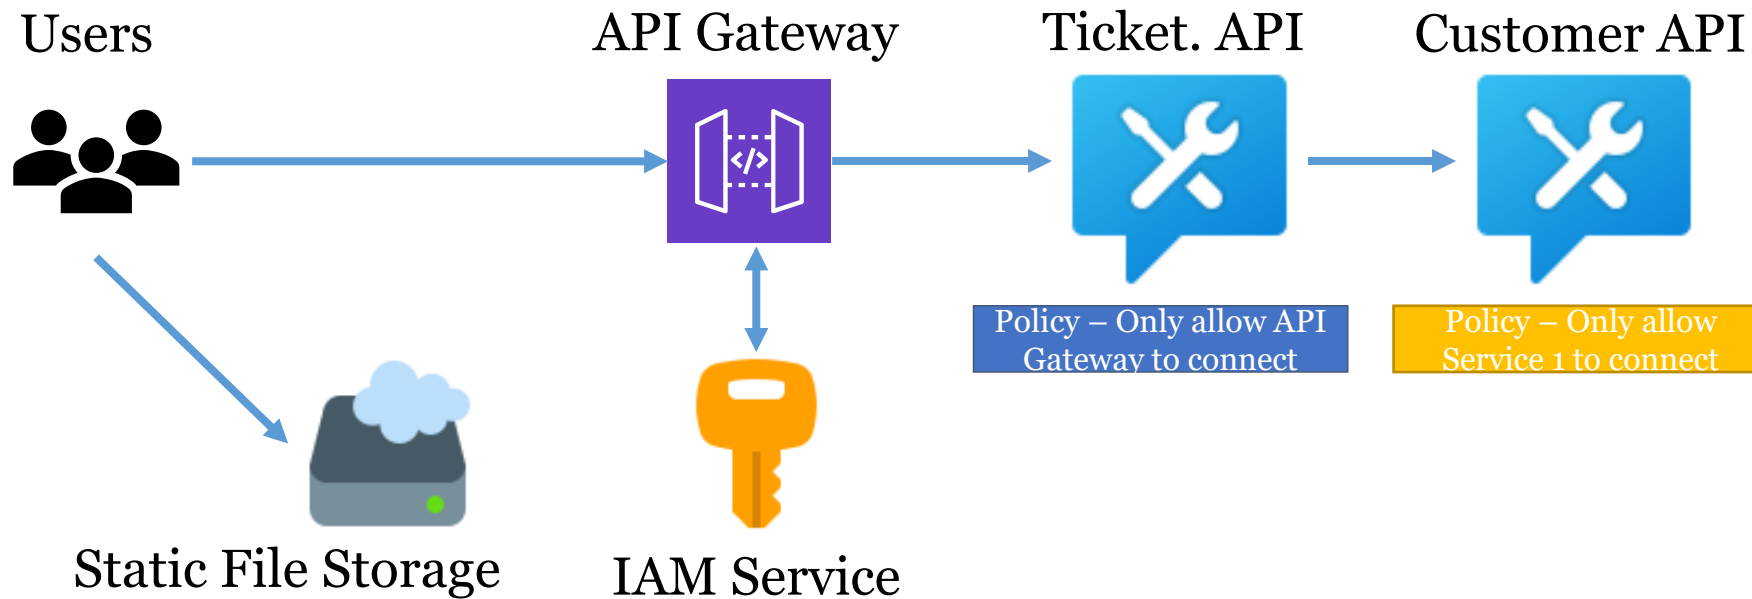 Users
API Gateway
Ticket. API
Customer API
</>
Policy – Only allow API
Gateway to connect
Policy – Only allow
Service 1 to connect
Static File Storage
IAM Service